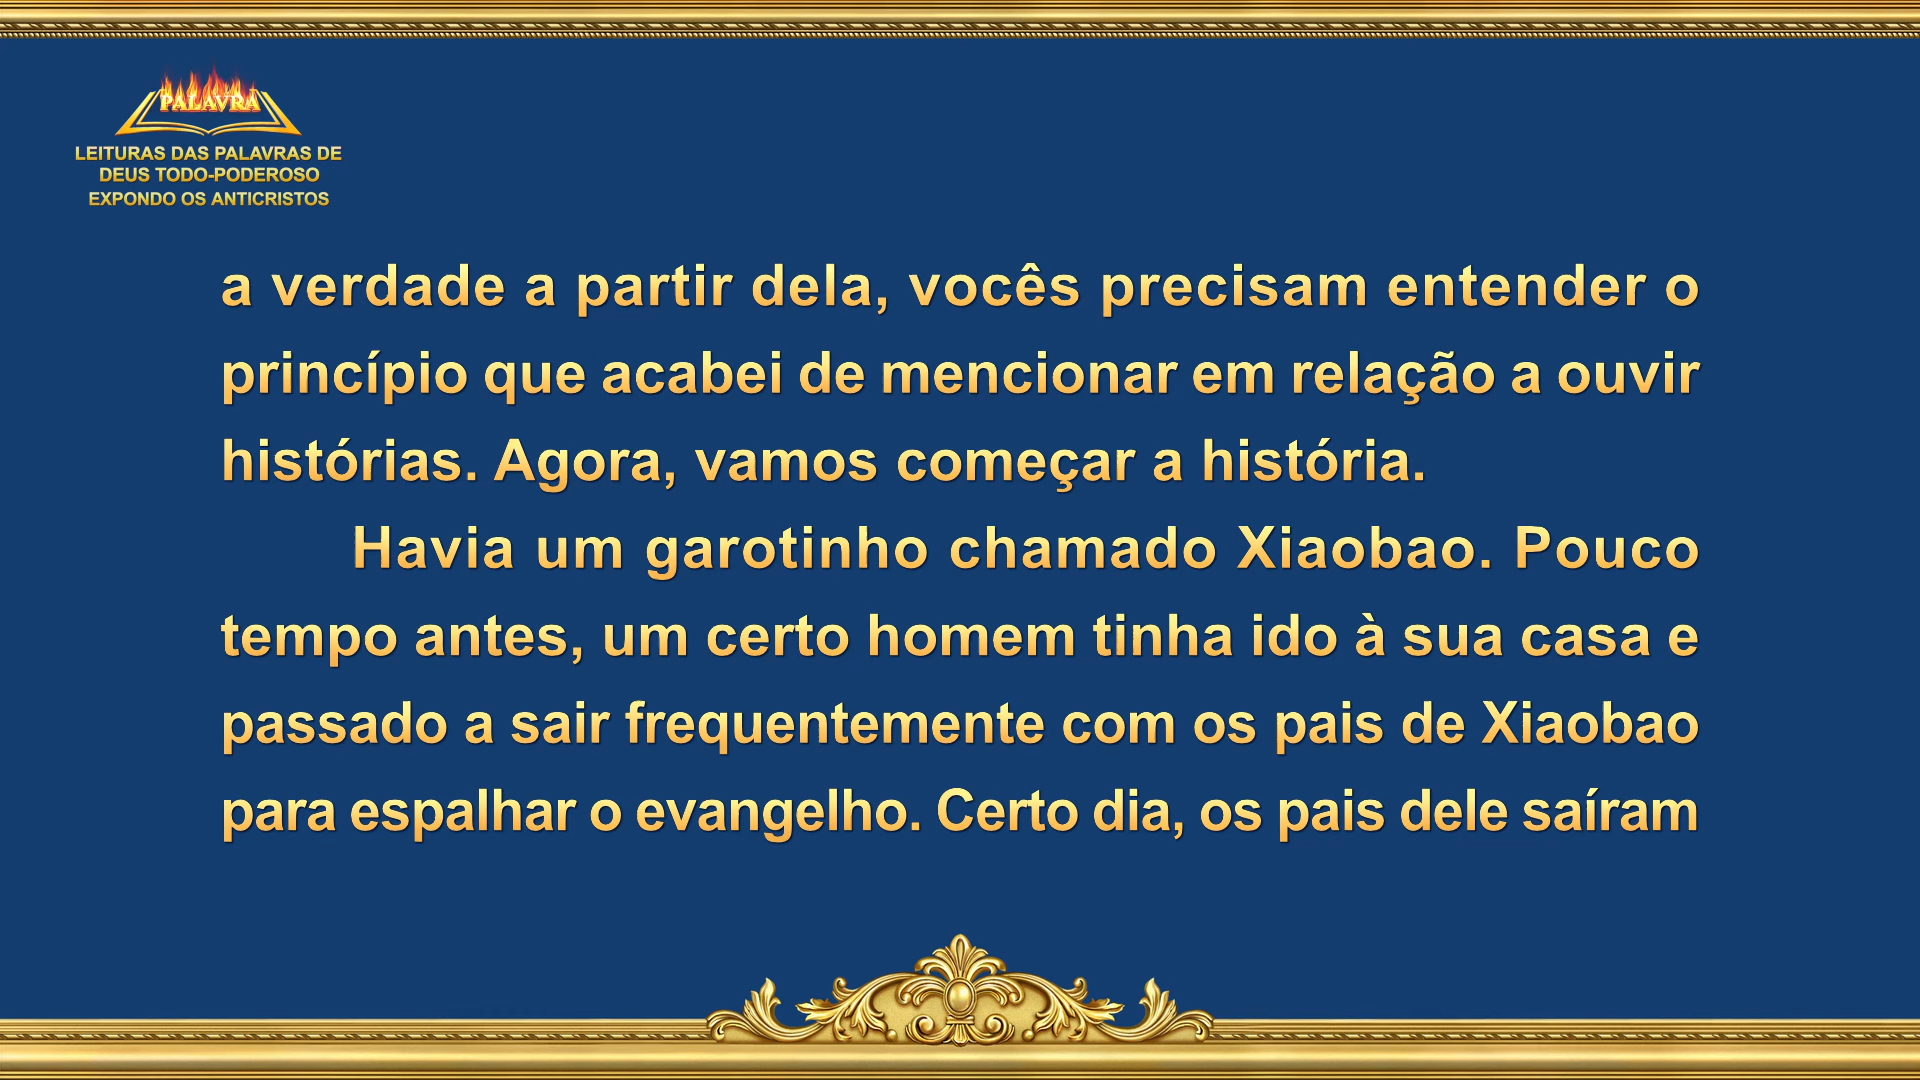 PALAVRA
LEITURAS DAS PALAVRAS DE
DEUS TODO-PODEROSO
EXPONDO OS ANTICRISTOS
a verdade a partir dela, vocês precisam entender o
princípio que acabei de mencionar em relação a ouvir
histórias. Agora, vamos começar a história.
Havia um garotinho chamado Xiaobao. Pouco
tempo antes, um certo homem tinha ido à sua casa e
passado a sair frequentemente com os pais de Xiaobao
para espalhar o evangelho. Certo dia, os pais dele saíram